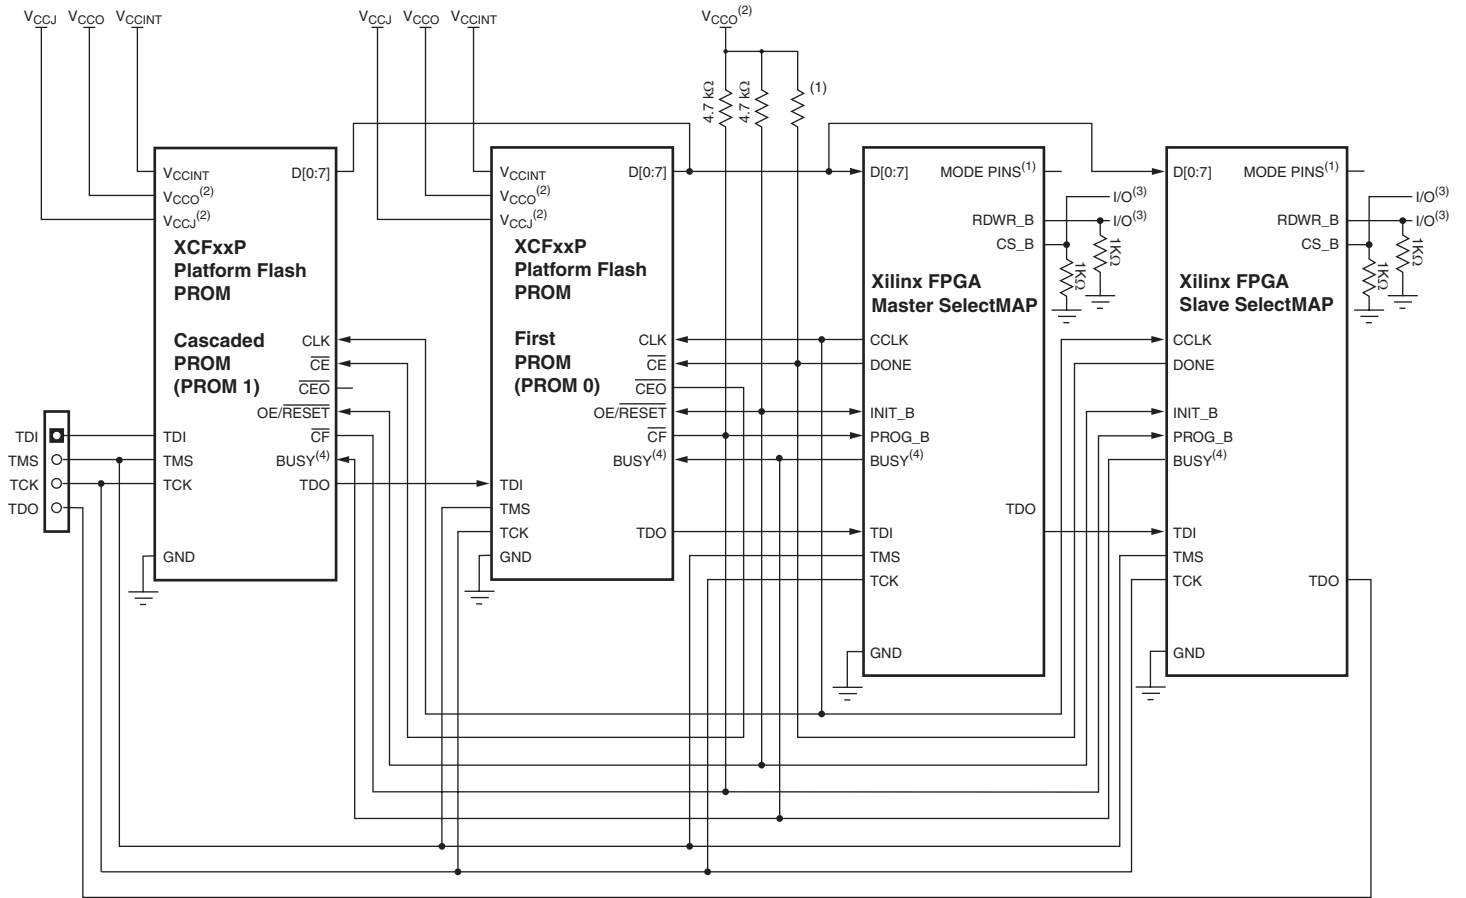 VCCJ VCCO VCCINT
VCCJ VCCO VCCINT
VCCO(2)
4.7 kΩ
4.7 kΩ
(1)
VCCINT
VCCO(2)
VCCJ(2)
D[0:7]
XCFxxP
Platform Flash
PROM
Cascaded
PROM
(PROM 1)
CLK
CE
CEO
OE/RESET
CF
BUSY(4)
TDO
TDI
TMS
TCK
GND
TDI
TMS
TCK
TDO
VCCINT
VCCO(2)
VCCJ(2)
D[0:7]
XCFxxP
Platform Flash
PROM
First
PROM
(PROM 0)
CLK
CE
CEO
OE/RESET
CF
BUSY(4)
TDI
TMS
TCK
TDO
GND
D[0:7]
MODE PINS(1)
I/O(3)
RDWR_B
I/O(3)
CS_B
1KΩ
1KΩ
Xilinx FPGA
Master SelectMAP
CCLK
DONE
INIT_B
PROG_B
BUSY(4)
TDO
TDI
TMS
TCK
GND
D[0:7]
MODE PINS(1)
I/O(3)
RDWR_B
I/O(3)
CS_B
1KΩ
1KΩ
Xilinx FPGA
Slave SelectMAP
CCLK
DONE
INIT_B
PROG_B
BUSY(4)
TDI
TMS
TCK
TDO
GND